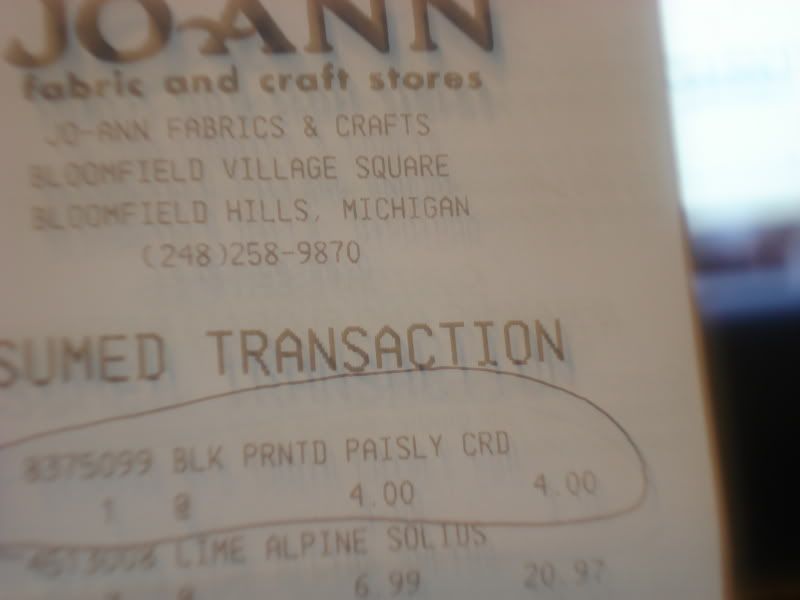 JO-ANN
fabric and craft stores
JO-ANN FABRICS & CRAFTS
BLOOMFIELD VILLAGE SQUARE
BLOOMFIELD HILLS, MICHIGAN
(248)258-9870
SUMED TRANSACTION
8375099 BLK PRNTD PAISLY CRD
1 @ 4.00 4.00
LIME ALPINE SOLIDS
@ 6.99 20.97